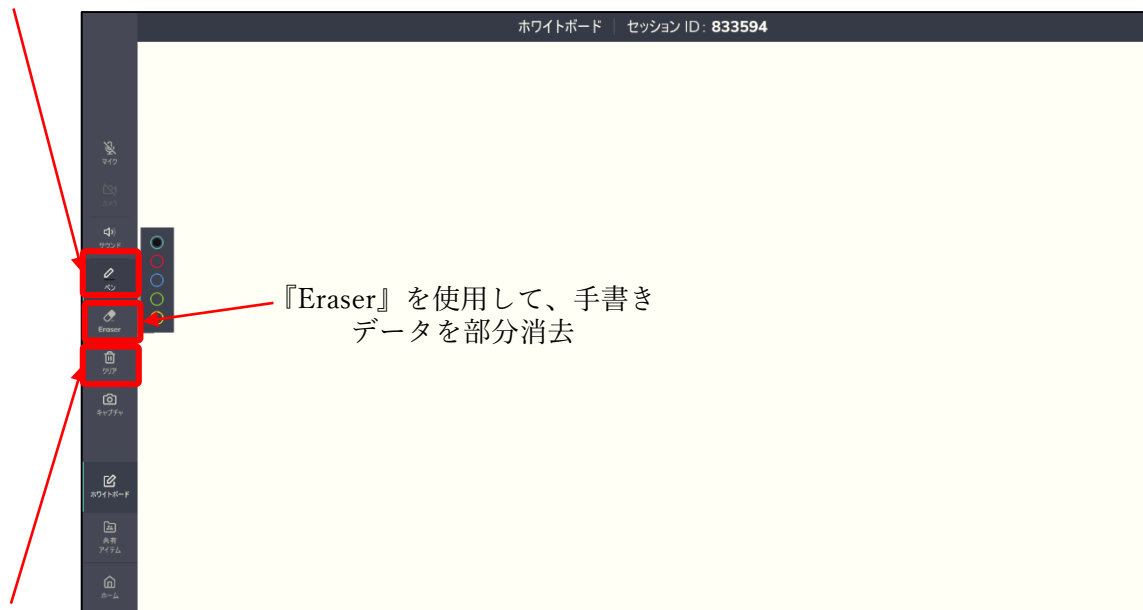 ホワイトボード | セッション ID : 833594
マイク
カメラ
サウンド
ペン
Eraser
クリア
キャプチャ
ホワイトボード
共有
アイテム
ホーム
『Eraser』を使用して、手書き
データを部分消去